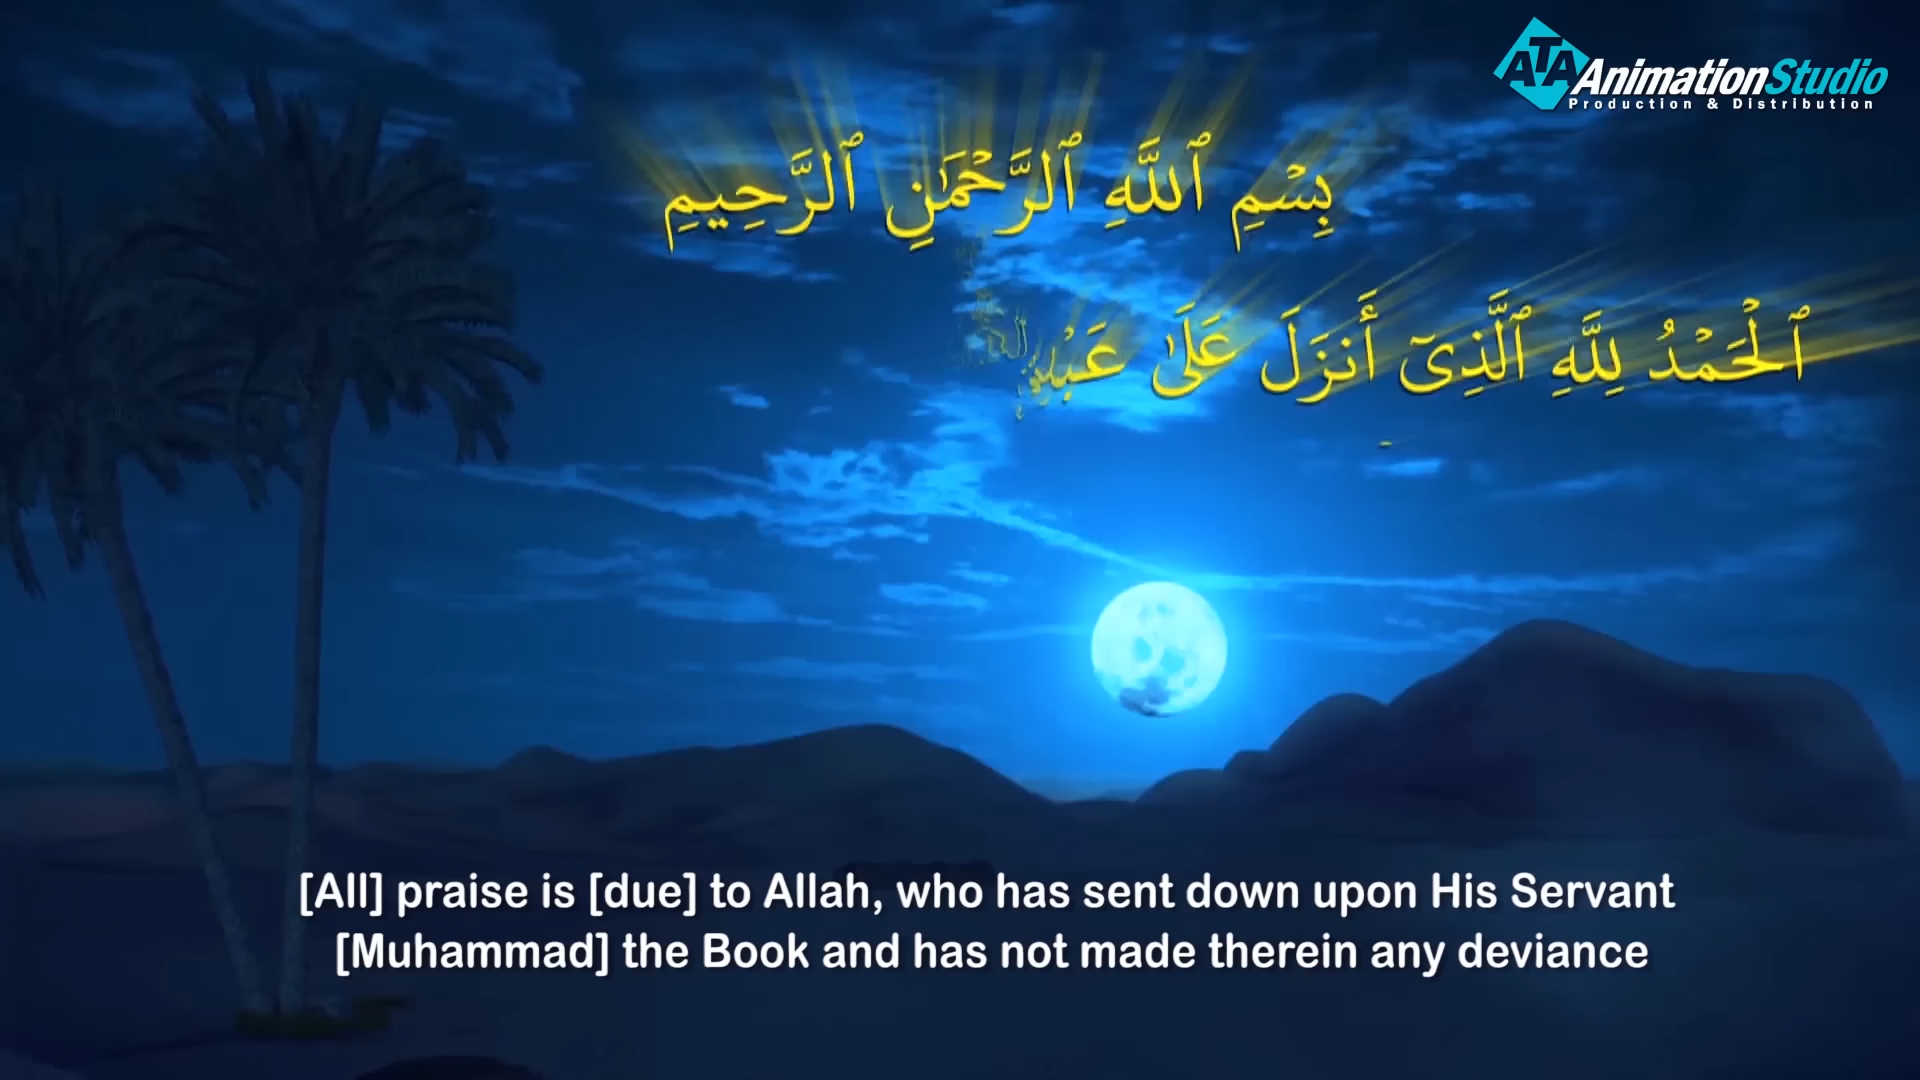 ATA AnimationStudio
Production & Distribution
بِسْمِ ٱللَّهِ ٱلرَّحْمَٰنِ ٱلرَّحِيمِ
ٱلْحَمْدُ لِلَّهِ ٱلَّذِىٓ أَنزَلَ عَلَىٰ
[All] praise is [due] to Allah, who has sent down upon His Servant
[Muhammad] the Book and has not made therein any deviance